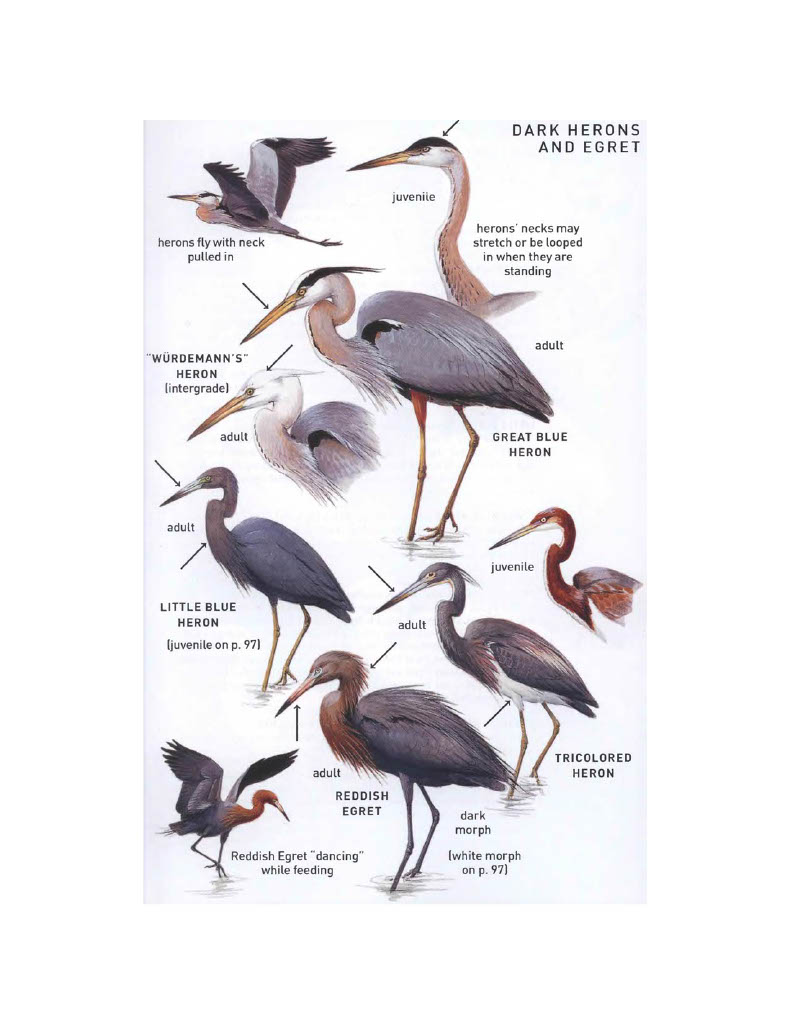 DARK HERONS
AND EGRET
juvenile
herons fly with neck
pulled in
herons' necks may
stretch or be looped
in when they are
standing
adult
"WÜRDEMANN'S"
HERON
(intergrade)
adult
GREAT BLUE
HERON
adult
juvenile
LITTLE BLUE
HERON
(juvenile on p. 97)
adult
TRICOLORED
HERON
adult
REDDISH
EGRET
dark
morph
(white morph
on p. 97)
Reddish Egret "dancing"
while feeding